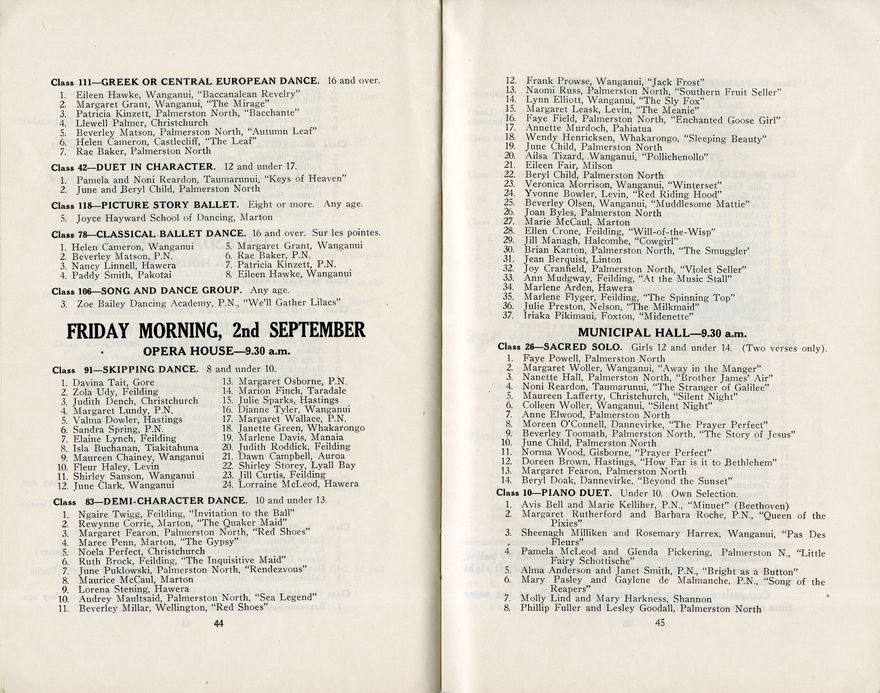 Class 111—GREEK OR CENTRAL EUROPEAN DANCE. 16 and over.
1. Eileen Hawke, Wanganui, "Baccanalean Revelry"
2. Margaret Grant, Wanganui, "The Mirage"
3. Patricia Kinzett, Palmerston North, "Bacchante"
4. Llewell Palmer, Christchurch
5. Beverley Matson, Palmerston North, "Autumn Leaf"
6. Helen Cameron, Castlecliff, "The Leaf"
7. Rae Baker, Palmerston North
Class 42—DUET IN CHARACTER. 12 and under 17.
1. Pamela and Noni Reardon, Taumarunui, "Keys of Heaven"
2. June and Beryl Child, Palmerston North
Class 118—PICTURE STORY BALLET. Eight or more. Any age.
5. Joyce Hayward School of Dancing, Marton
Class 78—CLASSICAL BALLET DANCE. 16 and over. Sur les pointes.
1. Helen Cameron, Wanganui
2. Beverley Matson, P.N.
3. Nancy Linnell, Hawera
4. Paddy Smith, Pakotai
5. Margaret Grant, Wanganui
6. Rae Baker, P.N.
7. Patricia Kinzett, P.N.
8. Eileen Hawke, Wanganui
Class 106—SONG AND DANCE GROUP. Any age.
3. Zoe Bailey Dancing Academy, P.N., "We'll Gather Lilacs"
FRIDAY MORNING, 2nd SEPTEMBER
OPERA HOUSE—9.30 a.m.
Class 91—SKIPPING DANCE. 8 and under 10.
1. Davina Tait, Gore
2. Zola Udy, Feilding
3. Judith Dench, Christchurch
4. Margaret Lundy, P.N.
5. Valma Dowler, Hastings
6. Sandra Spring, P.N.
7. Elaine Lynch, Feilding
8. Isla Buchanan, Tiakitahuna
9. Maureen Chainey, Wanganui
10. Fleur Haley, Levin
11. Shirley Sanson, Wanganui
12. June Clark, Wanganui
13. Margaret Osborne, P.N.
14. Marion Finch, Taradale
15. Julie Sparks, Hastings
16. Dianne Tyler, Wanganui
17. Margaret Wallace, P.N.
18. Janette Green, Whakarongo
19. Marlene Davis, Manaia
20. Judith Roddick, Feilding
21. Dawn Campbell, Auroa
22. Shirley Storey, Lyall Bay
23. Jill Curtis, Feilding
24. Lorraine McLeod, Hawera
Class 83—DEMI-CHARACTER DANCE. 10 and under 13.
1. Ngaire Twigg, Feilding, "Invitation to the Ball"
2. Rewynne Corrie, Marton, "The Quaker Maid"
3. Margaret Fearon, Palmerston North, "Red Shoes"
4. Maree Penn, Marton, "The Gypsy"
5. Noela Perfect, Christchurch
6. Ruth Brock, Feilding, "The Inquisitive Maid"
7. June Puklowski, Palmerston North, "Rendezvous"
8. Maurice McCaul, Marton
9. Lorena Stening, Hawera
10. Audrey Maultsaid, Palmerston North, "Sea Legend"
11. Beverley Millar, Wellington, "Red Shoes"
44
12. Frank Prowse, Wanganui, "Jack Frost"
13. Naomi Russ, Palmerston North, "Southern Fruit Seller"
14. Lynn Elliott, Wanganui, "The Sly Fox"
15. Margaret Leask, Levin, "The Meanie"
16. Faye Field, Palmerston North, "Enchanted Goose Girl"
17. Annette Murdoch, Pahiatua
18. Wendy Henricksen, Whakarongo, "Sleeping Beauty"
19. June Child, Palmerston North
20. Ailsa Tizard, Wanganui, "Pollichenollo"
21. Eileen Fair, Milson
22. Beryl Child, Palmerston North
23. Veronica Morrison, Wanganui, "Winterset"
24. Yvonne Bowler, Levin, "Red Riding Hood"
25. Beverley Olsen, Wanganui, "Muddlesome Mattie"
26. Joan Byles, Palmerston North
27. Marie McCaul, Marton
28. Ellen Crone, Feilding, "Will-of-the-Wisp"
29. Jill Managh, Halcombe, "Cowgirl"
30. Brian Karton, Palmerston North, "The Smuggler'
31. Jean Berquist, Linton
32. Joy Cranfield, Palmerston North, "Violet Seller"
33. Ann Mudgway, Feilding, "At the Music Stall"
34. Marlene Arden, Hawera
35. Marlene Flyger, Feilding, "The Spinning Top"
36. Julie Preston, Nelson, "The Milkmaid"
37. Iriaka Pikimaui, Foxton, "Midenette"
MUNICIPAL HALL—9.30 a.m.
Class 26—SACRED SOLO. Girls 12 and under 14. (Two verses only).
1. Faye Powell, Palmerston North
2. Margaret Woller, Wanganui, "Away in the Manger"
3. Nanette Hall, Palmerston North, "Brother James' Air"
4. Noni Reardon, Taumarunui, "The Stranger of Galilee"
5. Maureen Lafferty, Christchurch, "Silent Night"
6. Colleen Woller, Wanganui, "Silent Night"
7. Anne Elwood, Palmerston North
8. Moreen O'Connell, Dannevirke, "The Prayer Perfect"
9. Beverley Toomath, Palmerston North, "The Story of Jesus"
10. June Child, Palmerston North
11. Norma Wood, Gisborne, "Prayer Perfect"
12. Doreen Brown, Hastings, "How Far is it to Bethlehem"
13. Margaret Fearon, Palmerston North
14. Beryl Doak, Dannevirke, "Beyond the Sunset"
Class 10—PIANO DUET. Under 10. Own Selection.
1. Avis Bell and Marie Kelliher, P.N., "Minuet" (Beethoven)
2. Margaret Rutherford and Barbara Roche, P.N., "Queen of the
Pixies"
3. Sheenagh Milliken and Rosemary Harrex, Wanganui, "Pas Des
Fleurs"
4. Pamela McLeod and Glenda Pickering, Palmerston N., "Little
Fairy Schottische"
5. Alma Anderson and Janet Smith, P.N., "Bright as a Button"
6. Mary Pasley and Gaylene de Malmanche, P.N., "Song of the
Reapers"
7. Molly Lind and Mary Harkness, Shannon
8. Phillip Fuller and Lesley Goodall, Palmerston North
45